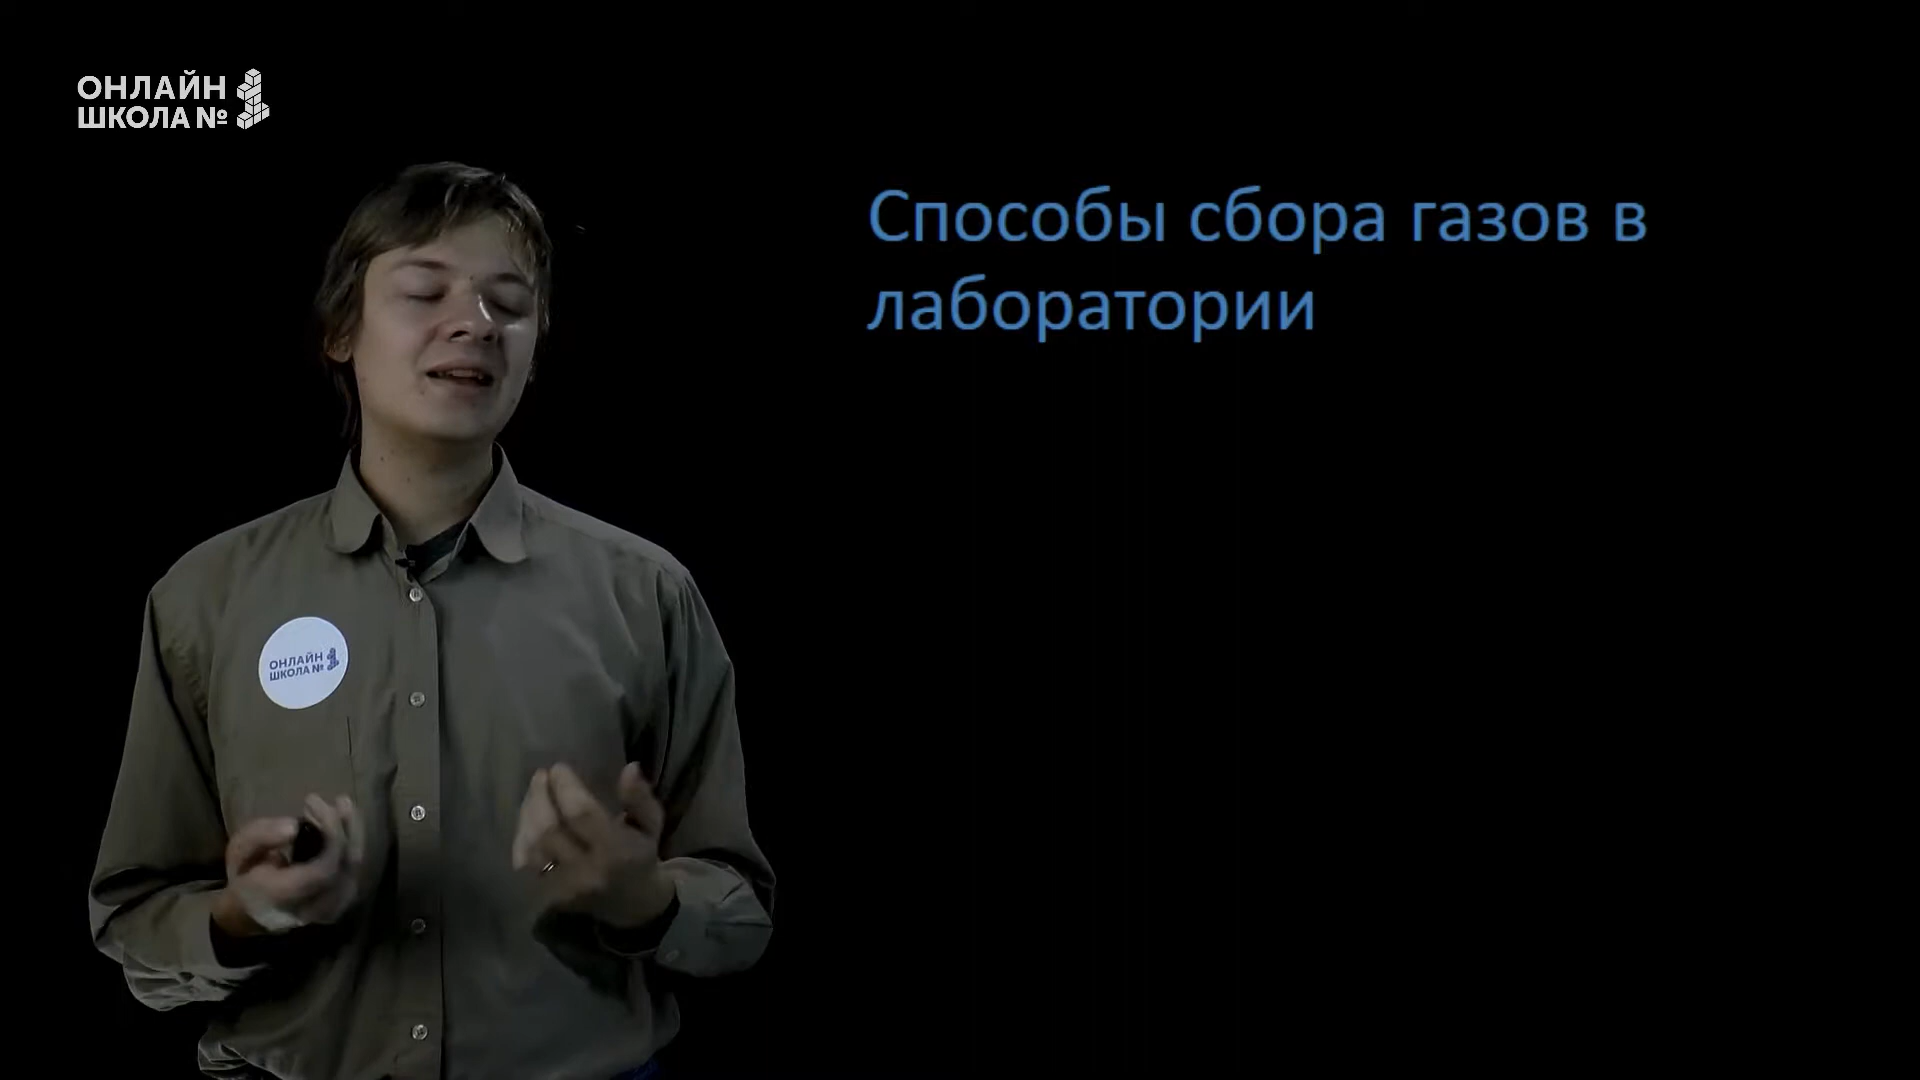 ОНЛАЙН
ШКОЛА №
Способы сбора газов в
лаборатории
ОНЛАЙН
ШКОЛА №